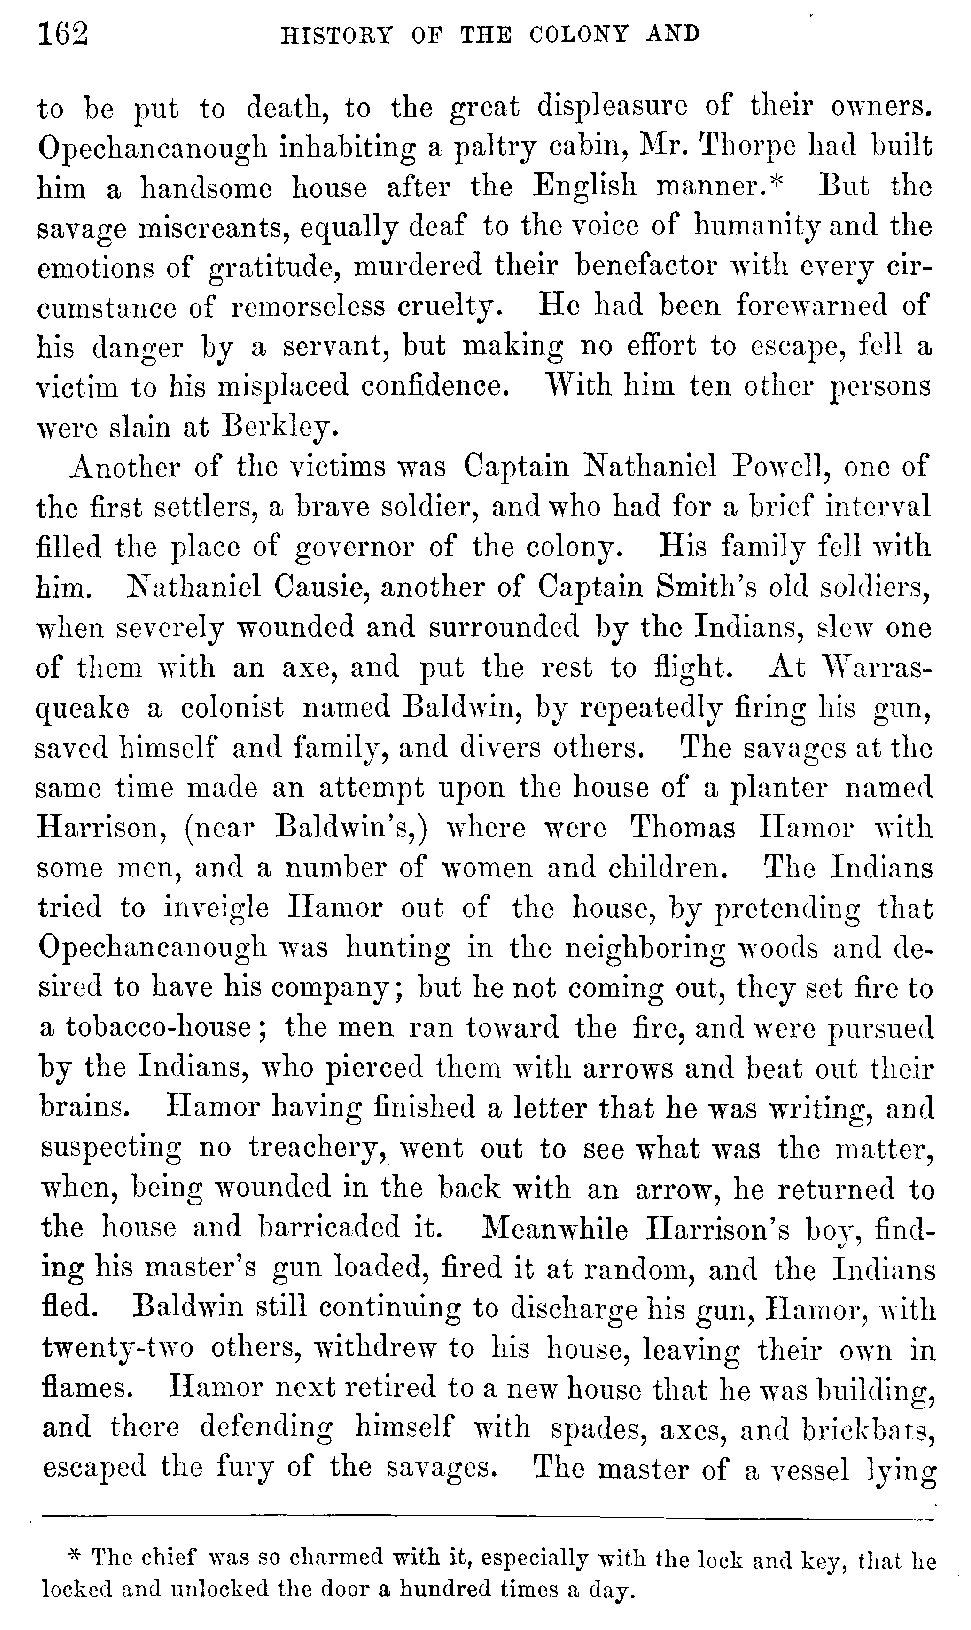 162 HISTORY OF THE COLONY AND
to be put to death, to the great displeasure of their owners.
Opechancanough inhabiting a paltry cabin, Mr. Thorpe had built
him a handsome house after the English manner.* But the
savage miscreants, equally deaf to the voice of humanity and the
emotions of gratitude, murdered their benefactor with every cir-
cumstance of remorseless cruelty. He had been forewarned of
his danger by a servant, but making no effort to escape, fell a
victim to his misplaced confidence. With him ten other persons
were slain at Berkley.
Another of the victims was Captain Nathaniel Powell, one of
the first settlers, a brave soldier, and who had for a brief interval
filled the place of governor of the colony. His family fell with
him. Nathaniel Causie, another of Captain Smith's old soldiers,
when severely wounded and surrounded by the Indians, slew one
of them with an axe, and put the rest to flight. At Warras-
queake a colonist named Baldwin, by repeatedly firing his gun,
saved himself and family, and divers others. The savages at the
same time made an attempt upon the house of a planter named
Harrison, (near Baldwin's,) where were Thomas Hamor with
some men, and a number of women and children. The Indians
tried to inveigle Hamor out of the house, by pretending that
Opechancanough was hunting in the neighboring woods and de-
sired to have his company; but he not coming out, they set fire to
a tobacco-house; the men ran toward the fire, and were pursued
by the Indians, who pierced them with arrows and beat out their
brains. Hamor having finished a letter that he was writing, and
suspecting no treachery, went out to see what was the matter,
when, being wounded in the back with an arrow, he returned to
the house and barricaded it. Meanwhile Harrison's boy, find-
ing his master's gun loaded, fired it at random, and the Indians
fled. Baldwin still continuing to discharge his gun, Hamor, with
twenty-two others, withdrew to his house, leaving their own in
flames. Hamor next retired to a new house that he was building,
and there defending himself with spades, axes, and brickbats,
escaped the fury of the savages. The master of a vessel lying
* The chief was so charmed with it, especially with the lock and key, that he
locked and unlocked the door a hundred times a day.